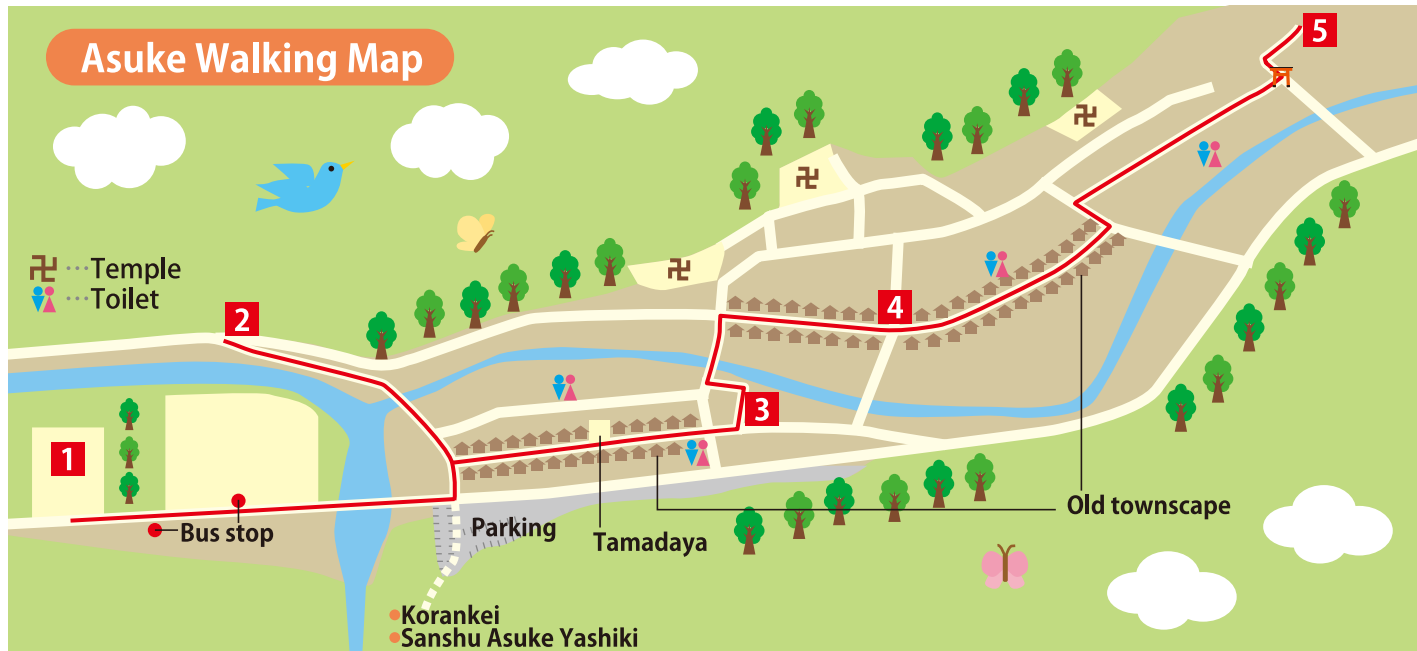 Asuke Walking Map
5
卍…Temple
…Toilet
2
4
3
1
Bus stop
Parking
Tamadaya
Old townscape
•Korankei
•Sanshu Asuke Yashiki